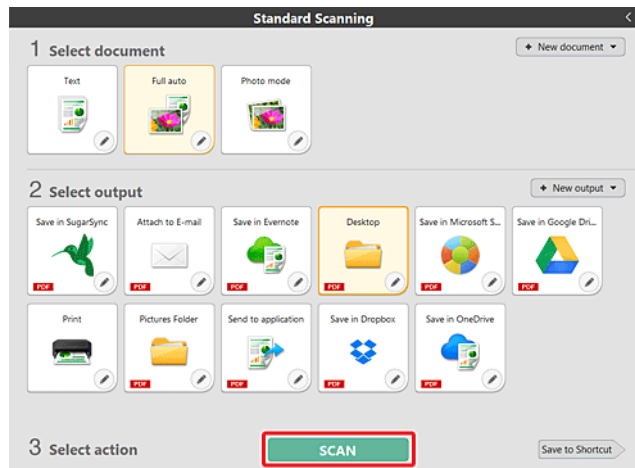 Standard Scanning
1 Select document
+ New document
Text
Full auto
Photo mode
2 Select output
+ New output
Save in SugarSync
Attach to E-mail
Save in Evernote
Desktop
Save in Microsoft S...
Save in Google Dri...
PDF
PDF
PDF
PDF
PDF
PDF
Print
Pictures Folder
Send to application
Save in Dropbox
Save in OneDrive
PDF
PDF
PDF
PDF
3 Select action
SCAN
Save to Shortcut